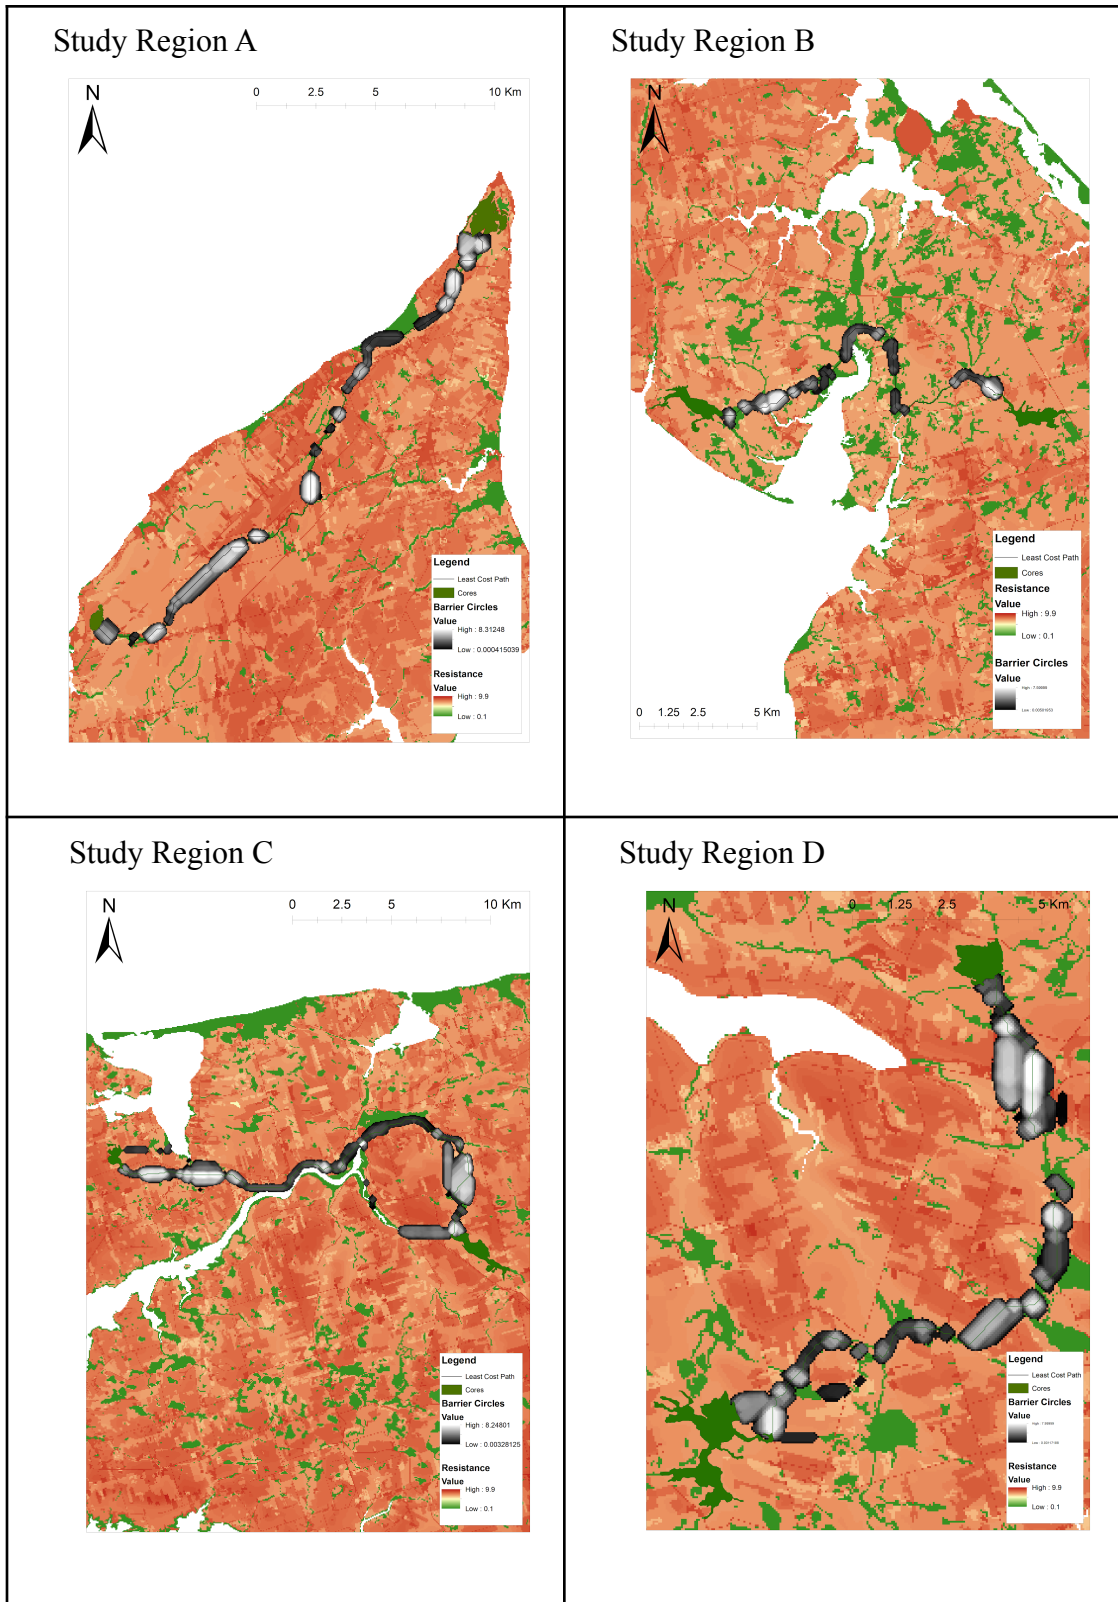 Study Region A
N
0 2.5 5 10 Km
Legend
Least Cost Path
Cores
Barrier Circles
Value
High : 8.31248
Low : 0.000415039
Resistance
Value
High : 9.9
Low : 0.1
Study Region B
N
Legend
Least Cost Path
Cores
Resistance
Value
High : 9.9
Low : 0.1
Barrier Circles
Value
High :
Low :
0 1.25 2.5 5 Km
Study Region C
N
0 2.5 5 10 Km
Legend
Least Cost Path
Cores
Barrier Circles
Value
High : 8.24801
Low : 0.00328125
Resistance
Value
High : 9.9
Low : 0.1
Study Region D
N
0 1.25 2.5 5 Km
Legend
Least Cost Path
Cores
Barrier Circles
Value
High :
Low :
Resistance
Value
High : 9.9
Low : 0.1